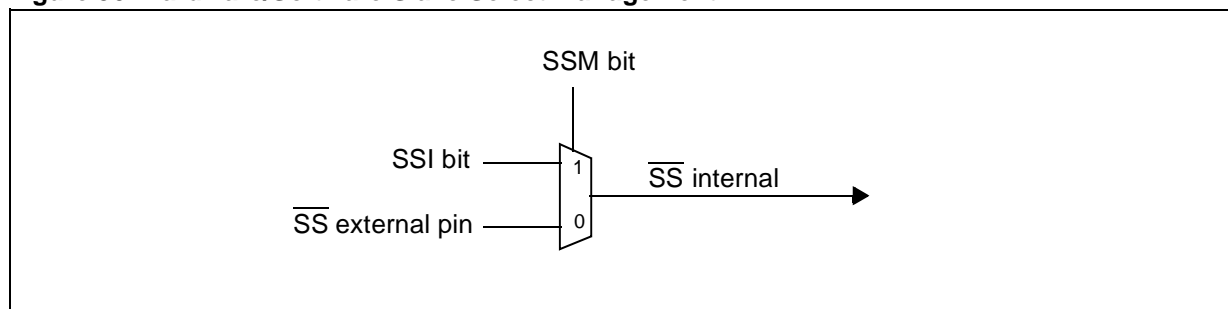 SSM bit
SSI bit
1
SS internal
SS external pin
0